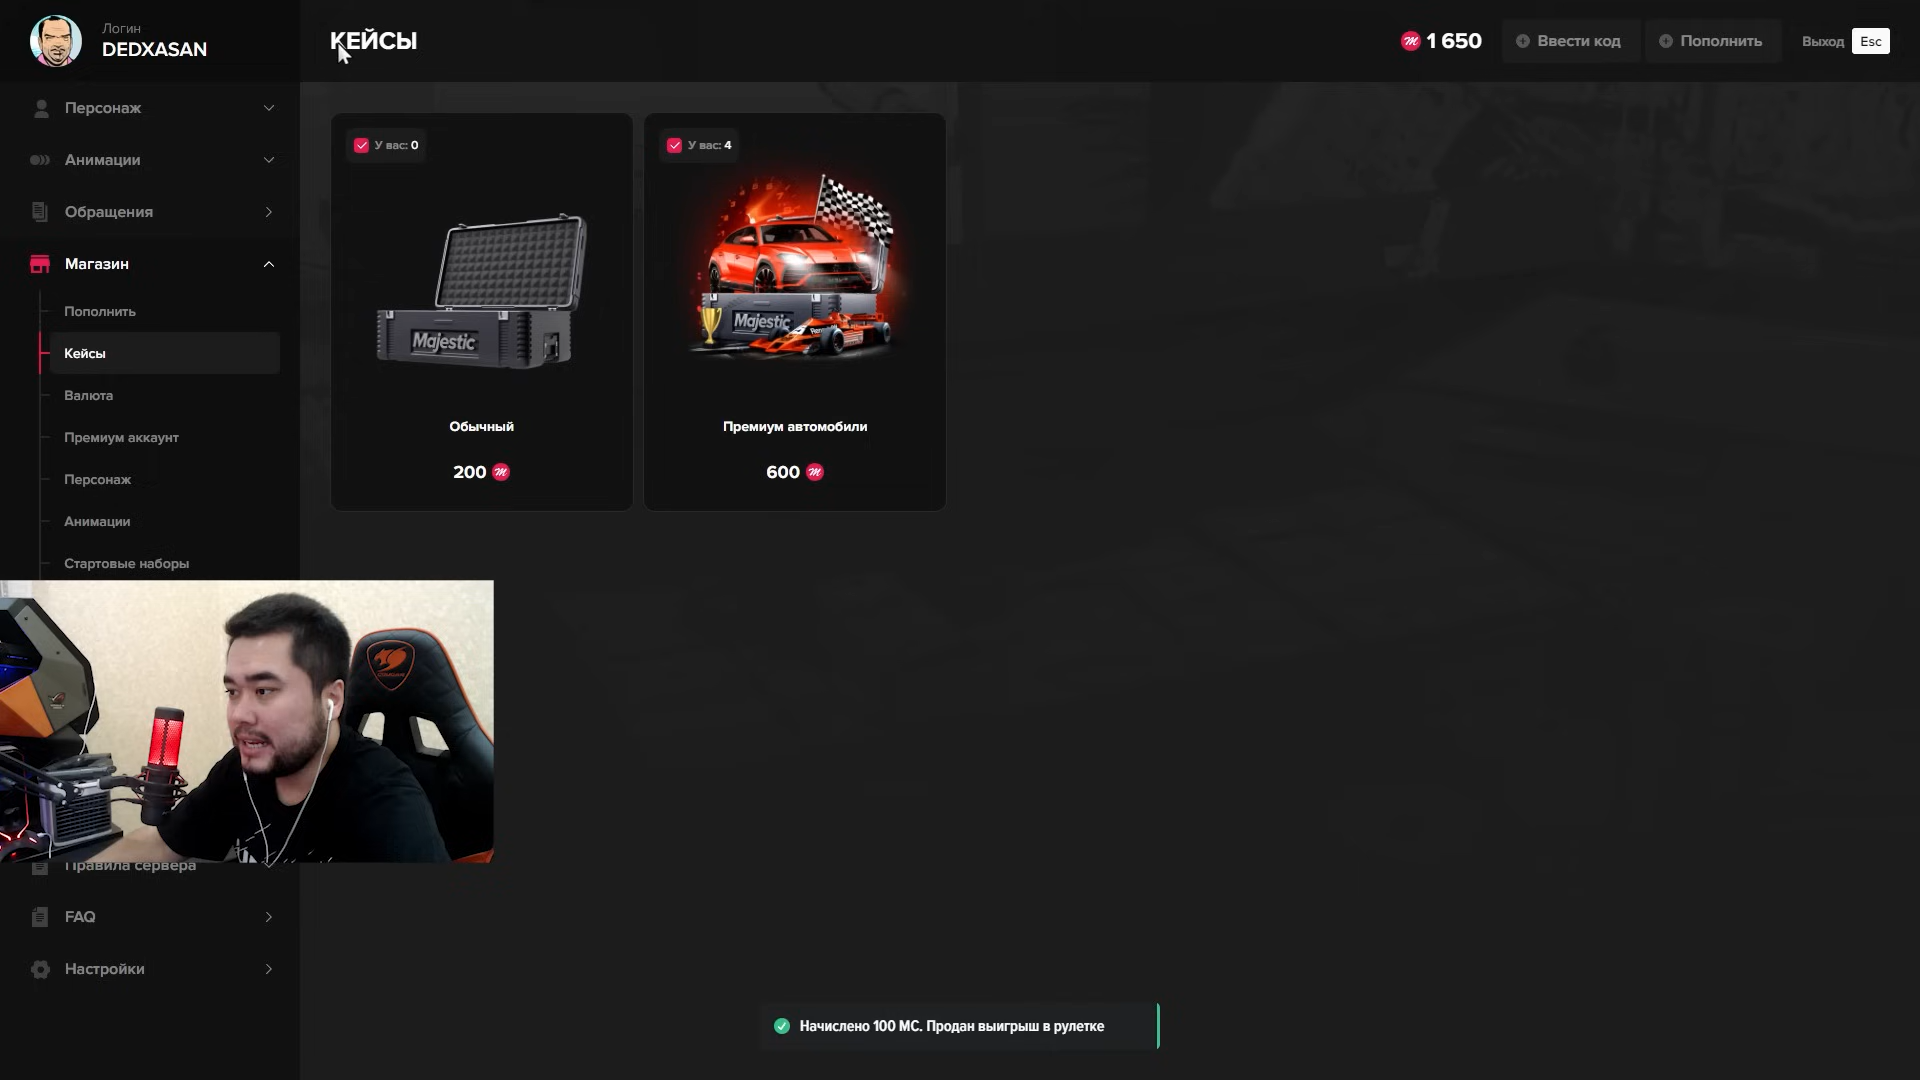 Логин
DEDXASAN
КЕЙСЫ
1 650
Ввести код
Пополнить
Выход
Esc
Персонаж
Анимации
Обращения
Магазин
Пополнить
Кейсы
Валюта
Премиум аккаунт
Персонаж
Анимации
Стартовые наборы
Правила сервера
FAQ
Настройки
У вас: 0
Majestic
Обычный
200
У вас: 4
Majestic
Премиум автомобили
600
Начислено 100 MC. Продан выигрыш в рулетке